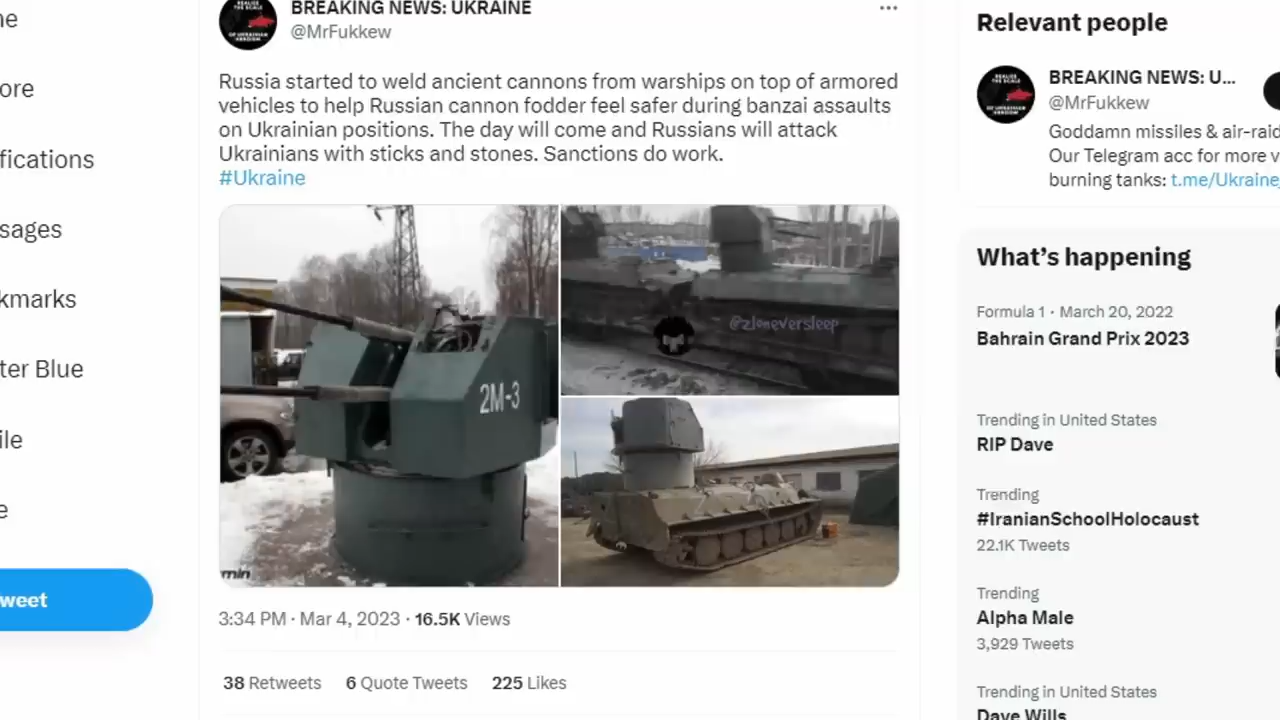 ne
ore
fications
sages
kmarks
ter Blue
ile
e
weet
BREAKING NEWS: UKRAINE
@MrFukkew
Russia started to weld ancient cannons from warships on top of armored
vehicles to help Russian cannon fodder feel safer during banzai assaults
on Ukrainian positions. The day will come and Russians will attack
Ukrainians with sticks and stones. Sanctions do work.
#Ukraine
2M-3
@zloneversleep
min
3:34 PM · Mar 4, 2023 · 16.5K Views
38 Retweets 6 Quote Tweets 225 Likes
Relevant people
BREAKING NEWS: U...
@MrFukkew
Goddamn missiles & air-raid
Our Telegram acc for more v
burning tanks: t.me/Ukraine
What's happening
Formula 1 · March 20, 2022
Bahrain Grand Prix 2023
Trending in United States
RIP Dave
Trending
#IranianSchoolHolocaust
22.1K Tweets
Trending
Alpha Male
3,929 Tweets
Trending in United States
Dave Wills